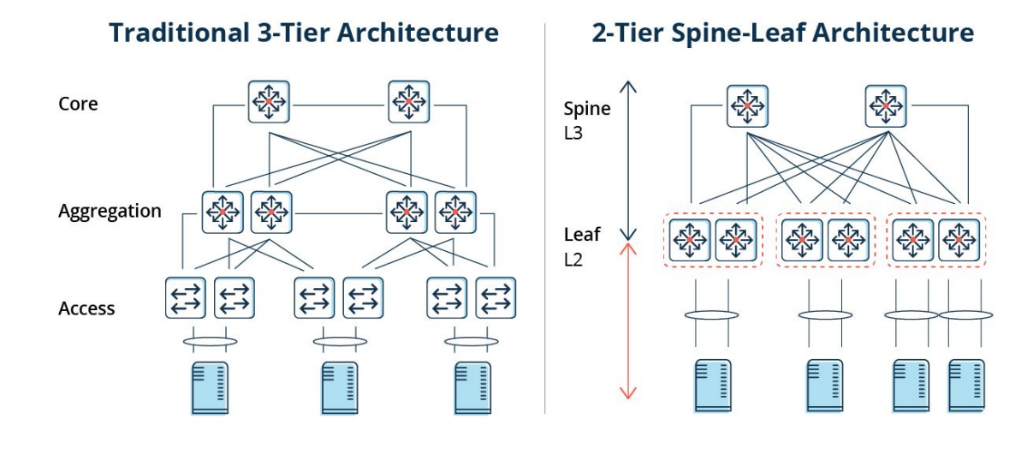 Traditional 3-Tier Architecture
Core
Aggregation
Access
2-Tier Spine-Leaf Architecture
Spine
L3
Leaf
L2